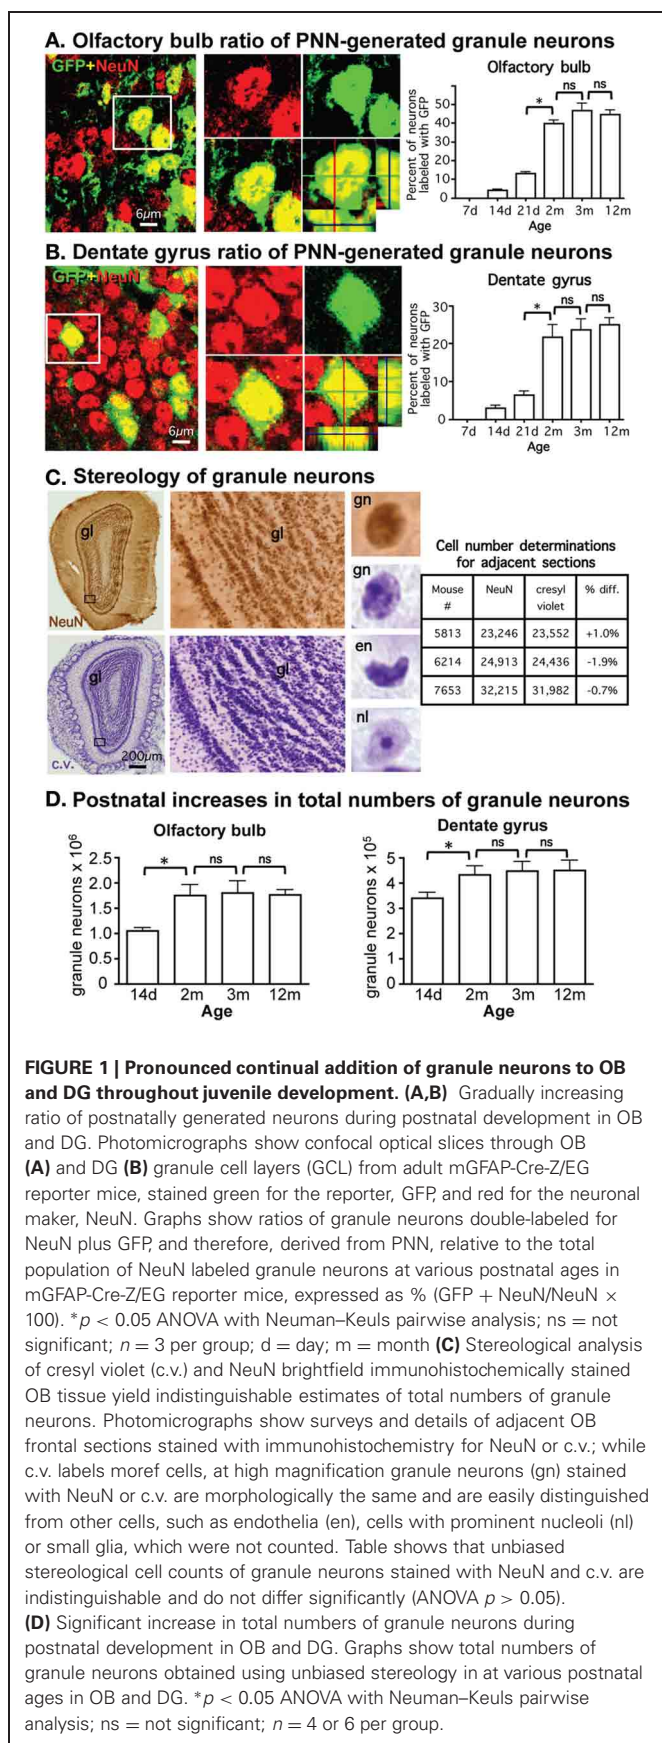 A. Olfactory bulb ratio of PNN-generated granule neurons
GFP+NeuN
6µm
Olfactory bulb
Percent of neurons
labeled with GFP
50
40
30
20
10
0
* ns ns
7d 14d 21d 2m 3m 12m
Age
B. Dentate gyrus ratio of PNN-generated granule neurons
GFP+NeuN
6µm
Dentate gyrus
Percent of neurons
labeled with GFP
30
20
10
0
* ns ns
7d 14d 21d 2m 3m 12m
Age
C. Stereology of granule neurons
gl
NeuN
gl
gn
gn
en
nl
gl
c.v.
200µm
gl
Cell number determinations
for adjacent sections
Mouse # NeuN cresyl violet % diff.
5813 23,246 23,552 +1.0%
6214 24,913 24,436 -1.9%
7653 32,215 31,982 -0.7%
D. Postnatal increases in total numbers of granule neurons
Olfactory bulb
granule neurons x 10⁶
2.5
2.0
1.5
1.0
0.5
0
* ns ns
14d 2m 3m 12m
Age
Dentate gyrus
granule neurons x 10⁵
5
4
3
2
1
0
* ns ns
14d 2m 3m 12m
Age
FIGURE 1 | Pronounced continual addition of granule neurons to OB
and DG throughout juvenile development. (A,B) Gradually increasing
ratio of postnatally generated neurons during postnatal development in OB
and DG. Photomicrographs show confocal optical slices through OB
(A) and DG (B) granule cell layers (GCL) from adult mGFAP-Cre-Z/EG
reporter mice, stained green for the reporter, GFP, and red for the neuronal
maker, NeuN. Graphs show ratios of granule neurons double-labeled for
NeuN plus GFP, and therefore, derived from PNN, relative to the total
population of NeuN labeled granule neurons at various postnatal ages in
mGFAP-Cre-Z/EG reporter mice, expressed as % (GFP + NeuN/NeuN ×
100). *p < 0.05 ANOVA with Neuman–Keuls pairwise analysis; ns = not
significant; n = 3 per group; d = day; m = month (C) Stereological analysis
of cresyl violet (c.v.) and NeuN brightfield immunohistochemically stained
OB tissue yield indistinguishable estimates of total numbers of granule
neurons. Photomicrographs show surveys and details of adjacent OB
frontal sections stained with immunohistochemistry for NeuN or c.v.; while
c.v. labels moref cells, at high magnification granule neurons (gn) stained
with NeuN or c.v. are morphologically the same and are easily distinguished
from other cells, such as endothelia (en), cells with prominent nucleoli (nl)
or small glia, which were not counted. Table shows that unbiased
stereological cell counts of granule neurons stained with NeuN and c.v. are
indistinguishable and do not differ significantly (ANOVA p > 0.05).
(D) Significant increase in total numbers of granule neurons during
postnatal development in OB and DG. Graphs show total numbers of
granule neurons obtained using unbiased stereology in at various postnatal
ages in OB and DG. *p < 0.05 ANOVA with Neuman–Keuls pairwise
analysis; ns = not significant; n = 4 or 6 per group.